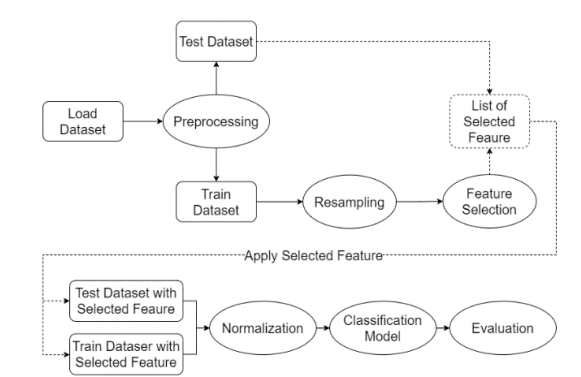 Test Dataset
Load
Dataset
Preprocessing
List of
Selected
Feaure
Train
Dataset
Resampling
Feature
Selection
Apply Selected Feature
Test Dataset with
Selected Feaure
Normalization
Classification
Model
Evaluation
Train Dataser with
Selected Feature